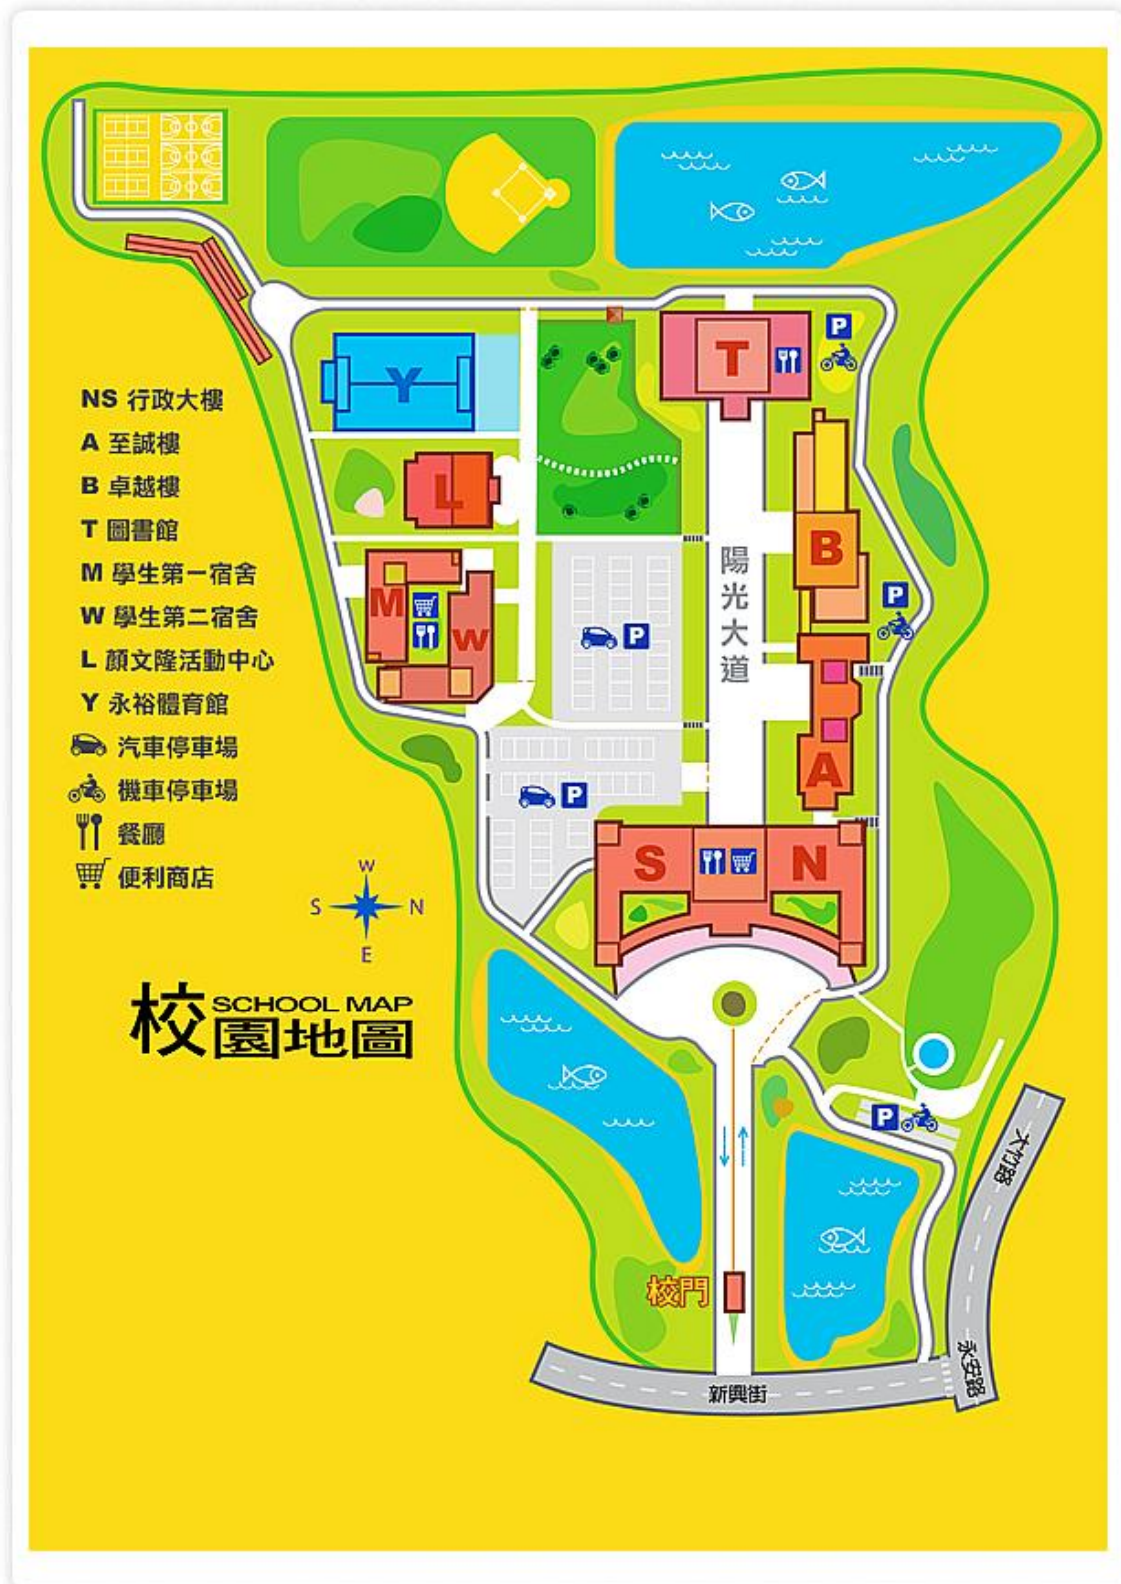 T
P
Y
NS 行政大樓
A 至誠樓
B 卓越樓
T 圖書館
M 學生第一宿舍
W 學生第二宿舍
L 顏文隆活動中心
Y 永裕體育館
汽車停車場
機車停車場
餐廳
便利商店
L
B
陽光大道
M
W
P
P
A
P
S
N
W
S
N
E
校園地圖
SCHOOL MAP
P
大竹路
校門
新興街
永安路